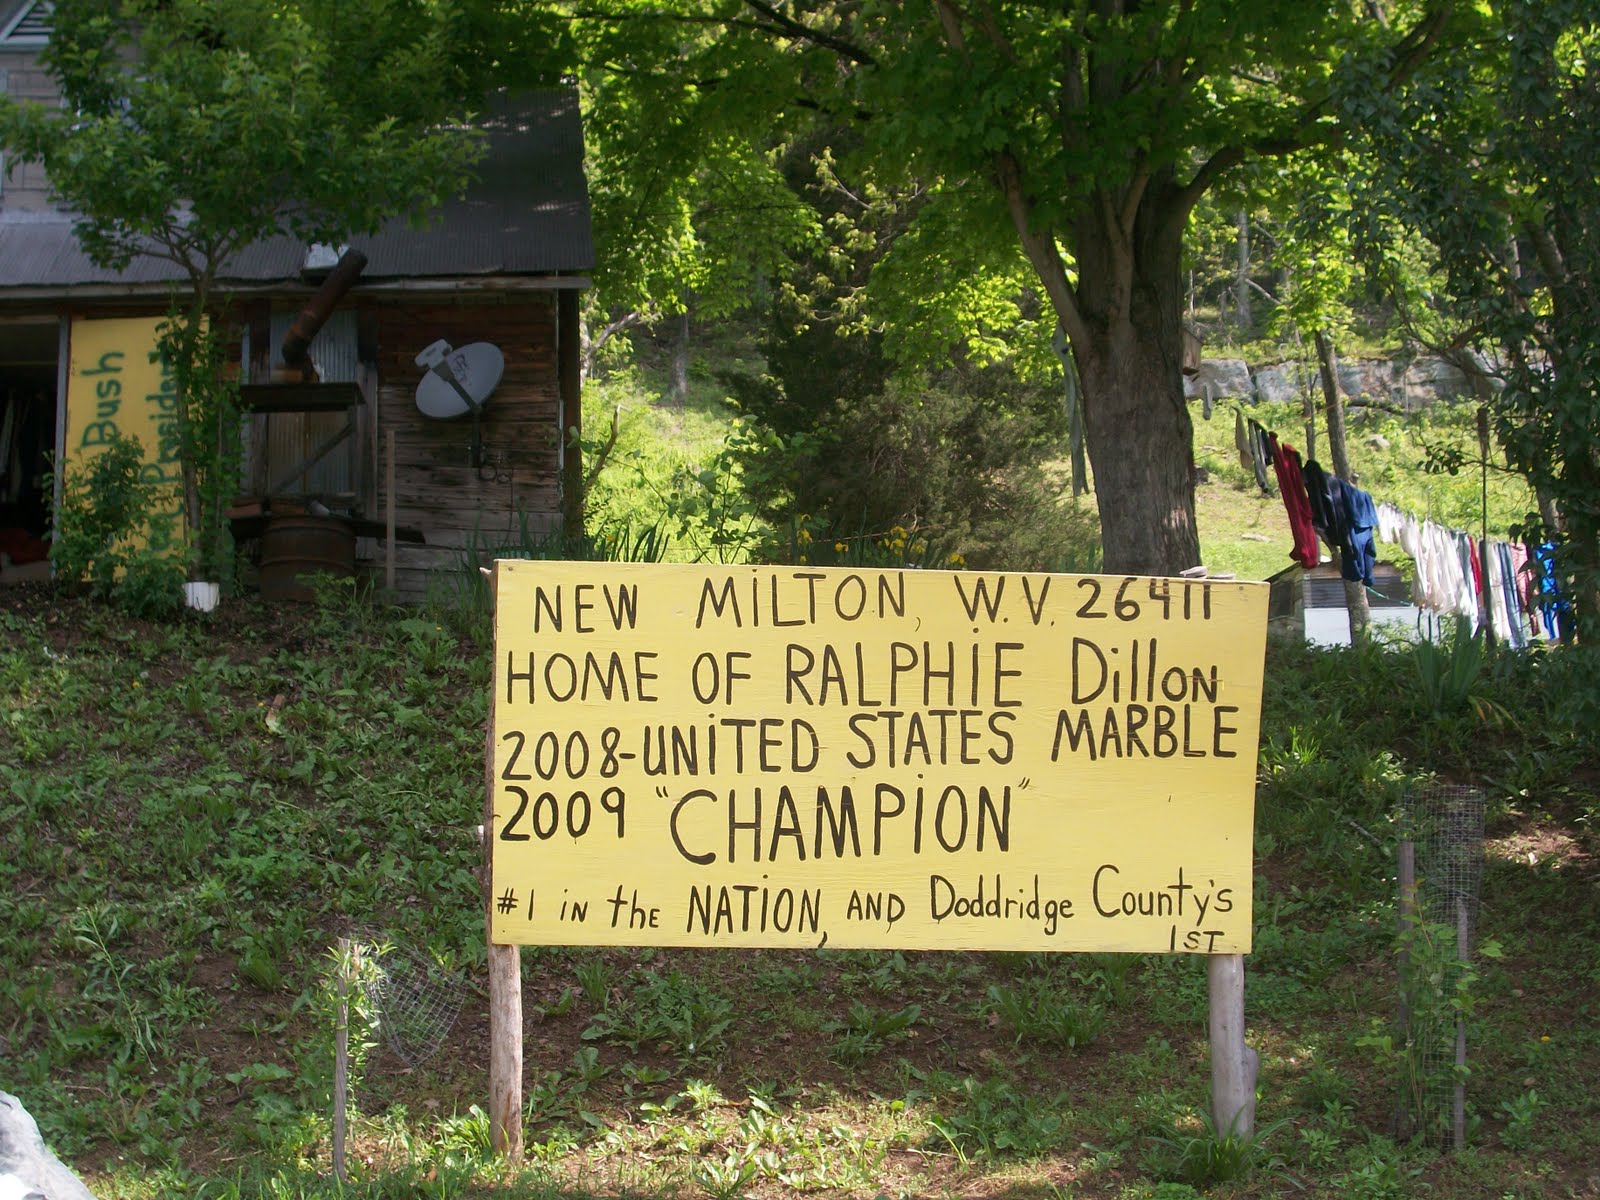 NEW MiLTON, W.V. 26411
HOME OF RALPHiE Dillon
2008-UNiTED STATES MARBLE
2009 "CHAMPiON"
#1 iN the NATION, AND Doddridge County's
1ST
Bush
President